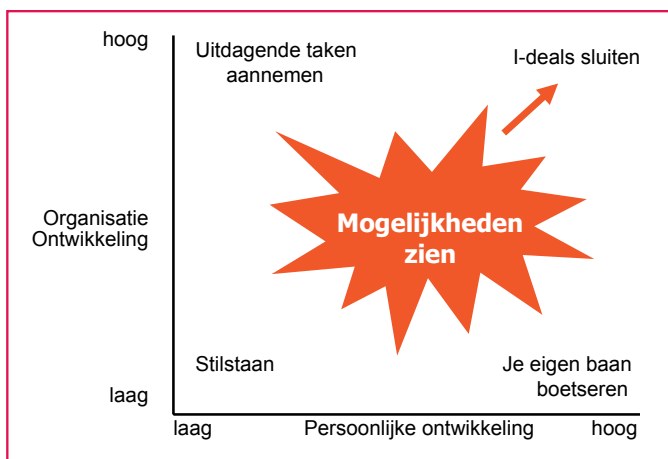 hoog
Uitdagende taken
aannemen
I-deals sluiten
Organisatie
Ontwikkeling
Mogelijkheden
zien
Stilstaan
Je eigen baan
boetseren
laag
laag
Persoonlijke ontwikkeling
hoog